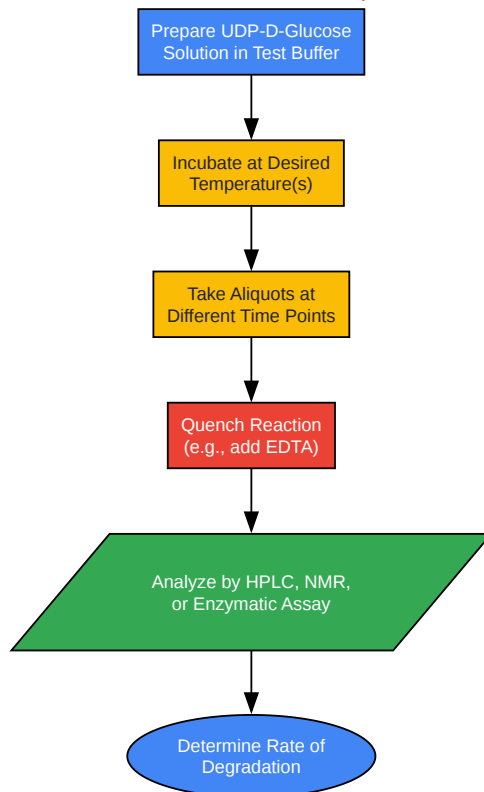 Prepare UDP-D-Glucose
Solution in Test Buffer
Incubate at Desired
Temperature(s)
Take Aliquots at
Different Time Points
Quench Reaction
(e.g., add EDTA)
Analyze by HPLC, NMR,
or Enzymatic Assay
Determine Rate of
Degradation